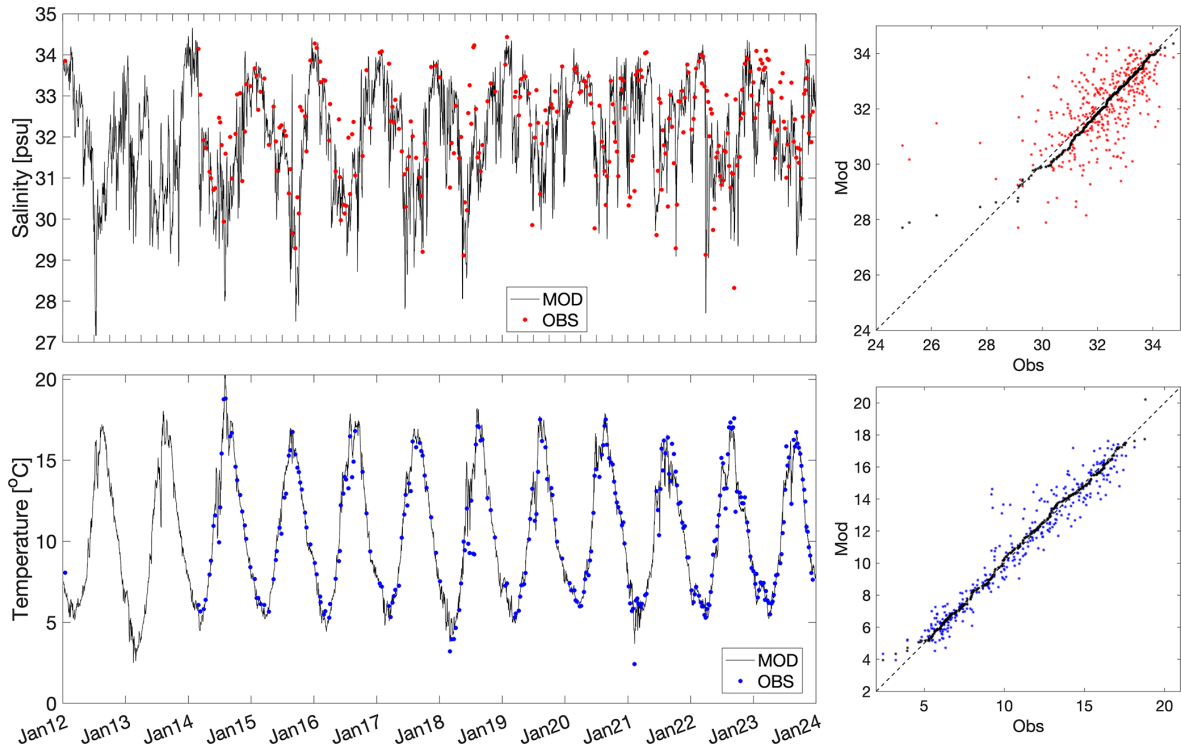 35
34
33
32
31
30
29
28
27
Salinity [psu]
MOD
OBS
34
32
30
28
26
24
Mod
24 26 28 30 32 34
Obs
20
15
10
5
0
Temperature [°C]
MOD
OBS
Jan12 Jan13 Jan14 Jan15 Jan16 Jan17 Jan18 Jan19 Jan20 Jan21 Jan22 Jan23 Jan24
20
18
16
14
12
10
8
6
4
2
Mod
5 10 15 20
Obs